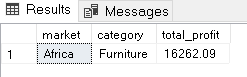 Results Messages
market category total_profit
1 Africa Furniture 16262.09